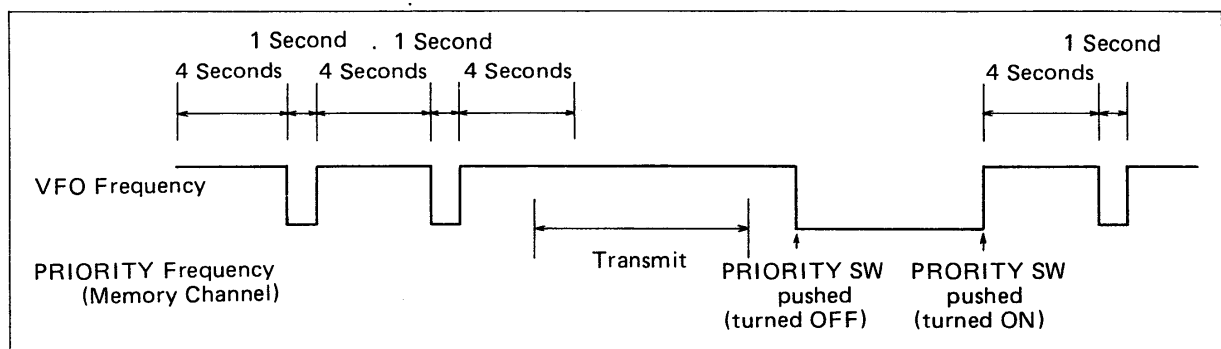 1 Second . 1 Second
1 Second
4 Seconds
4 Seconds
4 Seconds
4 Seconds
VFO Frequency
PRIORITY Frequency
(Memory Channel)
Transmit
PRIORITY SW
pushed
(turned OFF)
PRORITY SW
pushed
(turned ON)